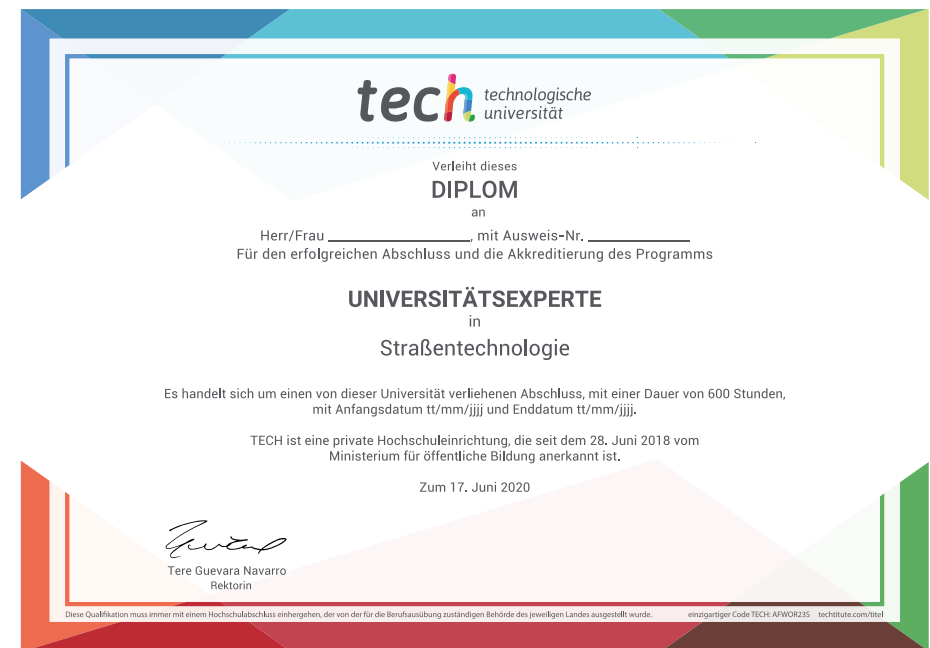 tech technologische
universität
Verleiht dieses
DIPLOM
an
Herr/Frau ____________, mit Ausweis-Nr. ____________
Für den erfolgreichen Abschluss und die Akkreditierung des Programms
UNIVERSITÄTSEXPERTE
in
Straßentechnologie
Es handelt sich um einen von dieser Universität verliehenen Abschluss, mit einer Dauer von 600 Stunden,
mit Anfangsdatum tt/mm/jjjj und Enddatum tt/mm/jjjj.
TECH ist eine private Hochschuleinrichtung, die seit dem 28. Juni 2018 vom
Ministerium für öffentliche Bildung anerkannt ist.
Zum 17. Juni 2020
Tere Guevara Navarro
Rektorin
Diese Qualifikation muss immer mit einem Hochschulabschluss einhergehen, der von der für die Berufsausübung zuständigen Behörde des jeweiligen Landes ausgestellt wurde. einzigartiger Code TECH: AFWOR23S techtitute.com/titel